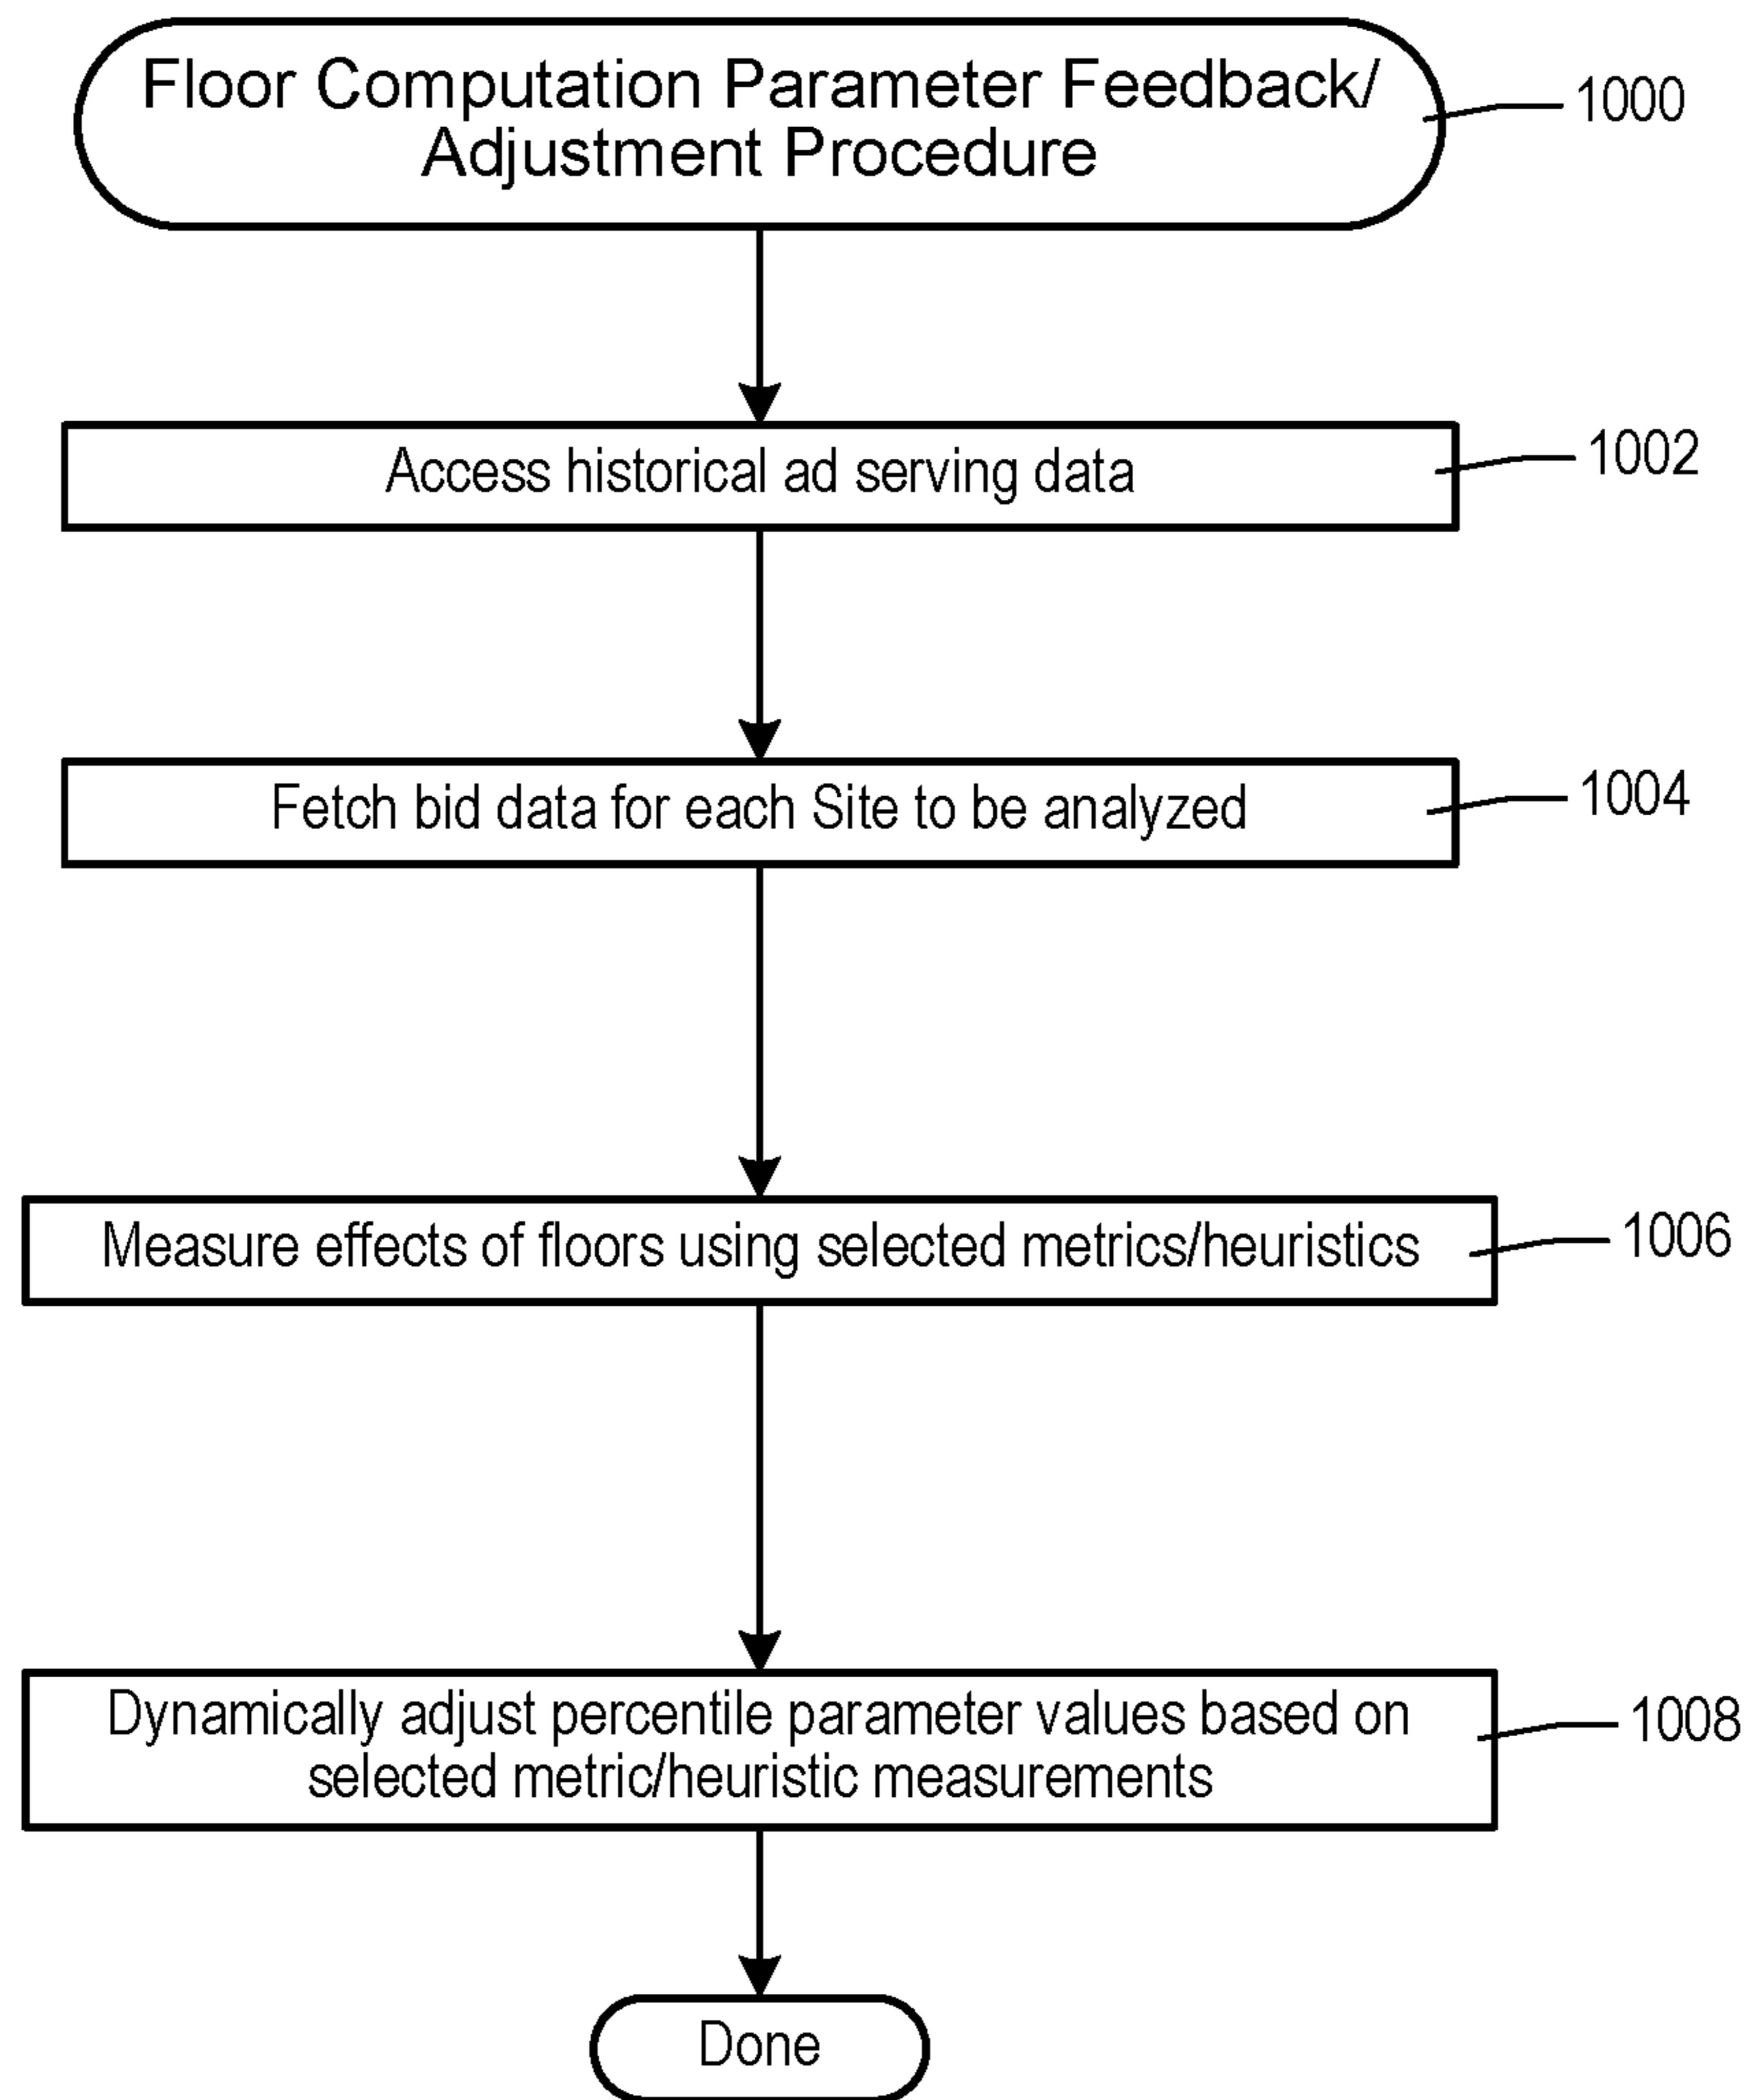 Floor Computation Parameter Feedback/
Adjustment Procedure
1000
Access historical ad serving data
1002
Fetch bid data for each Site to be analyzed
1004
Measure effects of floors using selected metrics/heuristics
1006
Dynamically adjust percentile parameter values based on
selected metric/heuristic measurements
1008
Done